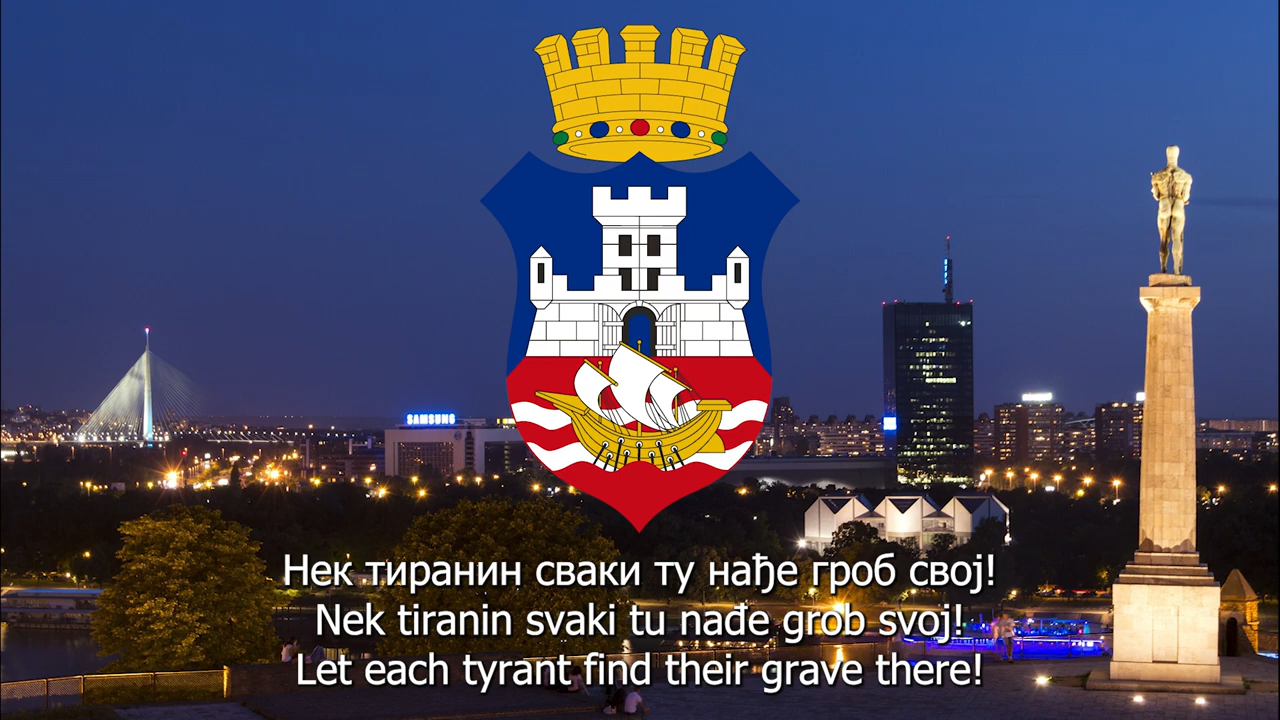 SAMSUNG
Нек тиранин сваки ту нађе гроб свој!
Nek tiranin svaki tu nađe grob svoj!
Let each tyrant find their grave there!